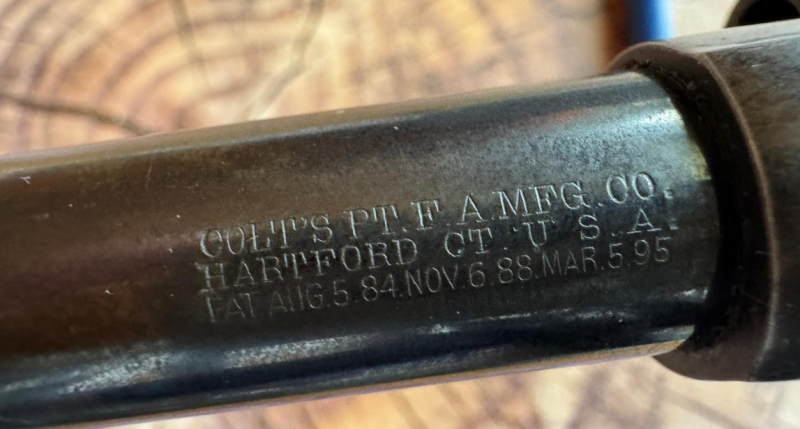 COLT'S PT. F. A. MFG. CO.
HARTFORD CT. U. S. A.
PAT. AUG. 5. 84. NOV. 6. 88. MAR. 5. 95